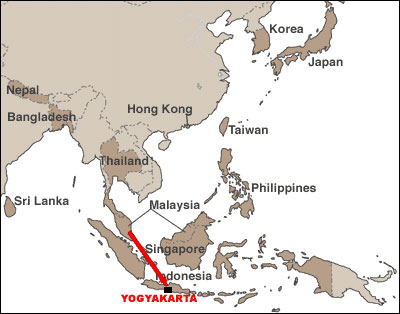 Korea
Japan
Nepal
Hong Kong
Bangladesh
Taiwan
Thailand
Philippines
Sri Lanka
Malaysia
Singapore
Indonesia
YOGYAKARTA